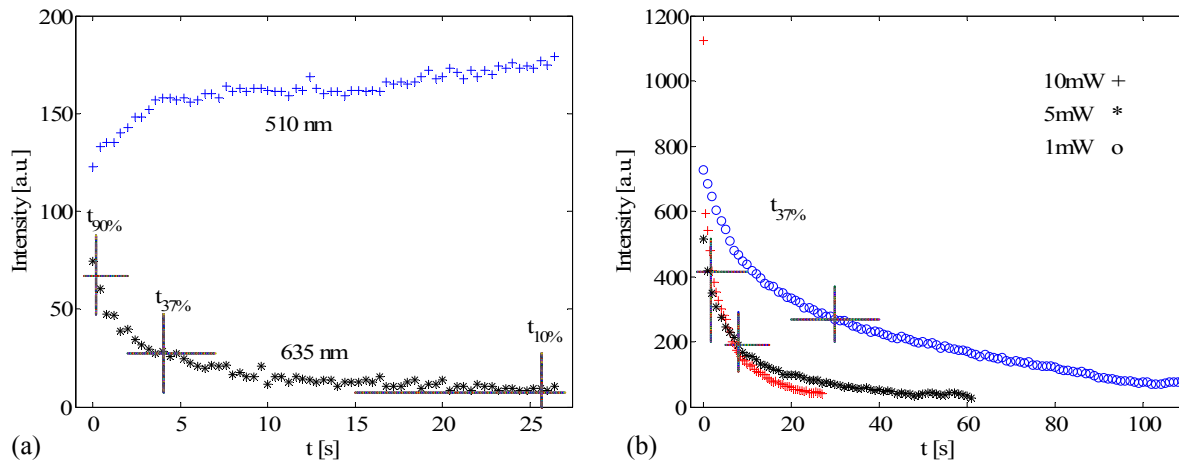 200
150
100
50
0
Intensity [a.u.]
510 nm
t90%
t37%
635 nm
t10%
0 5 10 15 20 25
t [s]
(a)
1200
1000
800
600
400
200
0
Intensity [a.u.]
10mW +
5mW *
1mW o
t37%
0 20 40 60 80 100
t [s]
(b)